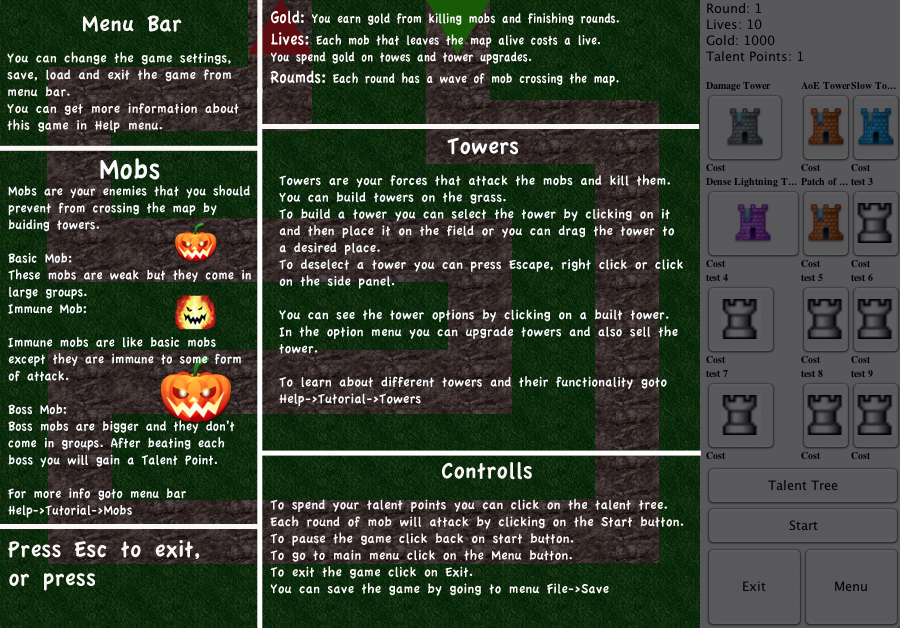 Menu Bar
You can change the game settings,
save, load and exit the game from
menu bar.
You can get more information about
this game in Help menu.
Mobs
Mobs are your enemies that you should
prevent from crossing the map by
buiding towers.
Basic Mob:
These mobs are weak but they come in
large groups.
Immune Mob:
Immune mobs are like basic mobs
except they are immune to some form
of attack.
Boss Mob:
Boss mobs are bigger and they don't
come in groups. After beating each
boss you will gain a Talent Point.
For more info goto menu bar
Help->Tutorial->Mobs
Press Esc to exit,
or press
Gold: You earn gold from killing mobs and finishing rounds.
Lives: Each mob that leaves the map alive costs a live.
You spend gold on towes and tower upgrades.
Rounds: Each round has a wave of mob crossing the map.
Towers
Towers are your forces that attack the mobs and kill them.
You can build towers on the grass.
To build a tower you can select the tower by clicking on it
and then place it on the field or you can drag the tower to
a desired place.
To deselect a tower you can press Escape, right click or click
on the side panel.
You can see the tower options by clicking on a built tower.
In the option menu you can upgrade towers and also sell the
tower.
To learn about different towers and their functionality goto
Help->Tutorial->Towers
Controlls
To spend your talent points you can click on the talent tree.
Each round of mob will attack by clicking on the Start button.
To pause the game click back on start button.
To go to main menu click on the Menu button.
To exit the game click on Exit.
You can save the game by going to menu File->Save
Round: 1
Lives: 10
Gold: 1000
Talent Points: 1
Damage Tower AoE Tower Slow To...
Cost Cost Cost
Dense Lightning T... Patch of ... test 3
Cost Cost Cost
test 4 test 5 test 6
Cost Cost Cost
test 7 test 8 test 9
Cost Cost Cost
Talent Tree
Start
Exit Menu